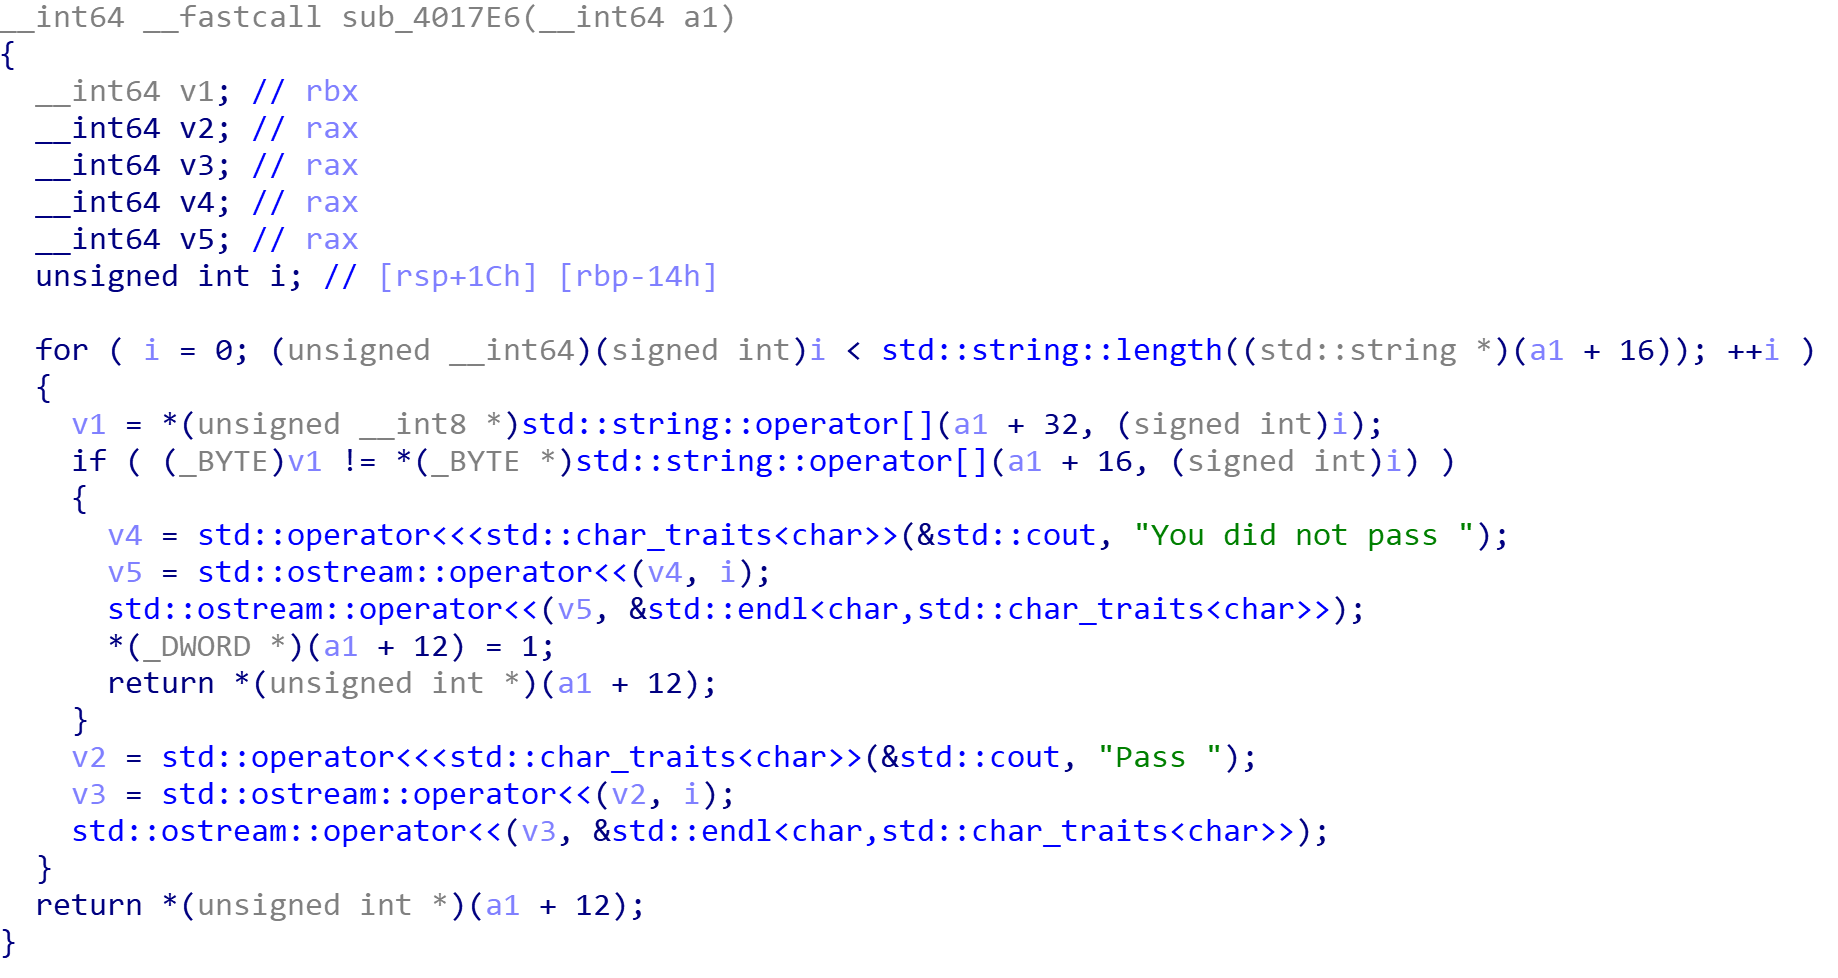 __int64 __fastcall sub_4017E6(__int64 a1)
{
  __int64 v1; // rbx
  __int64 v2; // rax
  __int64 v3; // rax
  __int64 v4; // rax
  __int64 v5; // rax
  unsigned int i; // [rsp+1Ch] [rbp-14h]

  for ( i = 0; (unsigned __int64)(signed int)i < std::string::length((std::string *)(a1 + 16)); ++i )
  {
    v1 = *(unsigned __int8 *)std::string::operator[](a1 + 32, (signed int)i);
    if ( (_BYTE)v1 != *(_BYTE *)std::string::operator[](a1 + 16, (signed int)i) )
    {
      v4 = std::operator<<<std::char_traits<char>>(&std::cout, "You did not pass ");
      v5 = std::ostream::operator<<(v4, i);
      std::ostream::operator<<(v5, &std::endl<char,std::char_traits<char>>);
      *(_DWORD *)(a1 + 12) = 1;
      return *(unsigned int *)(a1 + 12);
    }
    v2 = std::operator<<<std::char_traits<char>>(&std::cout, "Pass ");
    v3 = std::ostream::operator<<(v2, i);
    std::ostream::operator<<(v3, &std::endl<char,std::char_traits<char>>);
  }
  return *(unsigned int *)(a1 + 12);
}